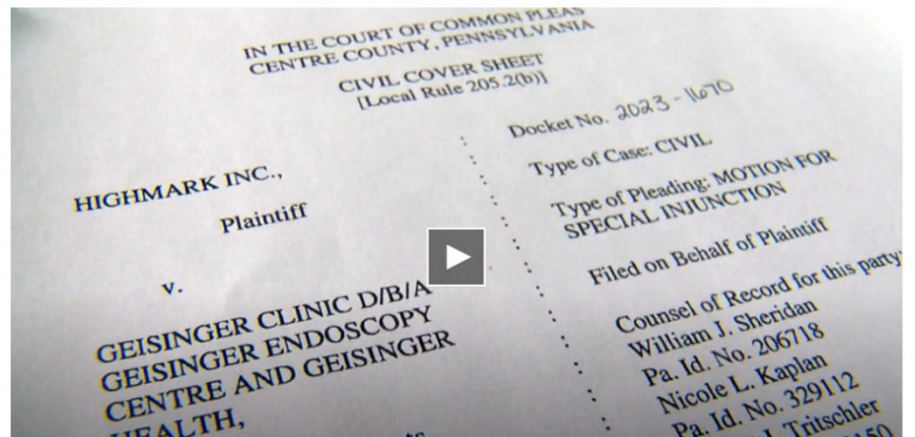 IN THE COURT OF COMMON PLEAS
CENTRE COUNTY, PENNSYLVANIA
CIVIL COVER SHEET
[Local Rule 205.2(b)]
HIGHMARK INC.,
Plaintiff
v.
GEISINGER CLINIC D/B/A
GEISINGER ENDOSCOPY
CENTRE AND GEISINGER
HEALTH,
Docket No. 2023-1670
Type of Case: CIVIL
Type of Pleading: MOTION FOR
SPECIAL INJUNCTION
Filed on Behalf of Plaintiff
Counsel of Record for this party:
William J. Sheridan
Pa. Id. No. 206718
Nicole L. Kaplan
Pa. Id. No. 329112
Tritschler